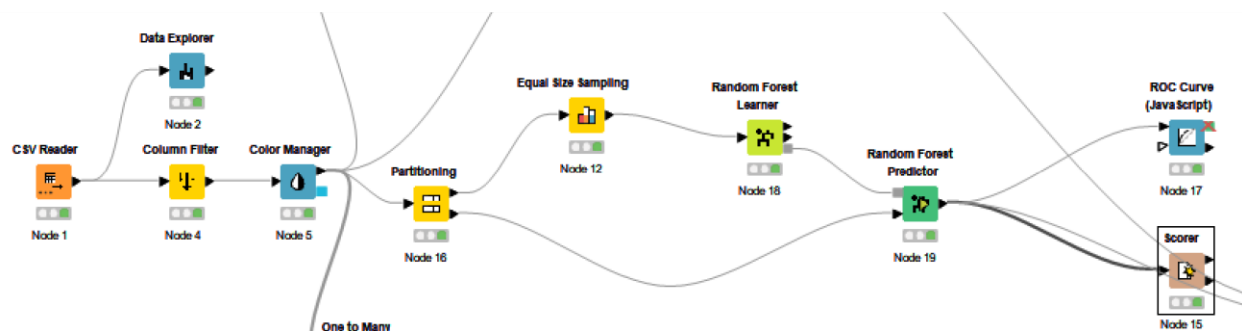 Data Explorer
Node 2
CSV Reader
Node 1
Column Filter
Node 4
Color Manager
Node 5
Partitioning
Node 16
Equal Size Sampling
Node 12
Random Forest
Learner
Node 18
Random Forest
Predictor
Node 19
ROC Curve
(JavaScript)
Node 17
Scorer
Node 15
One to Many